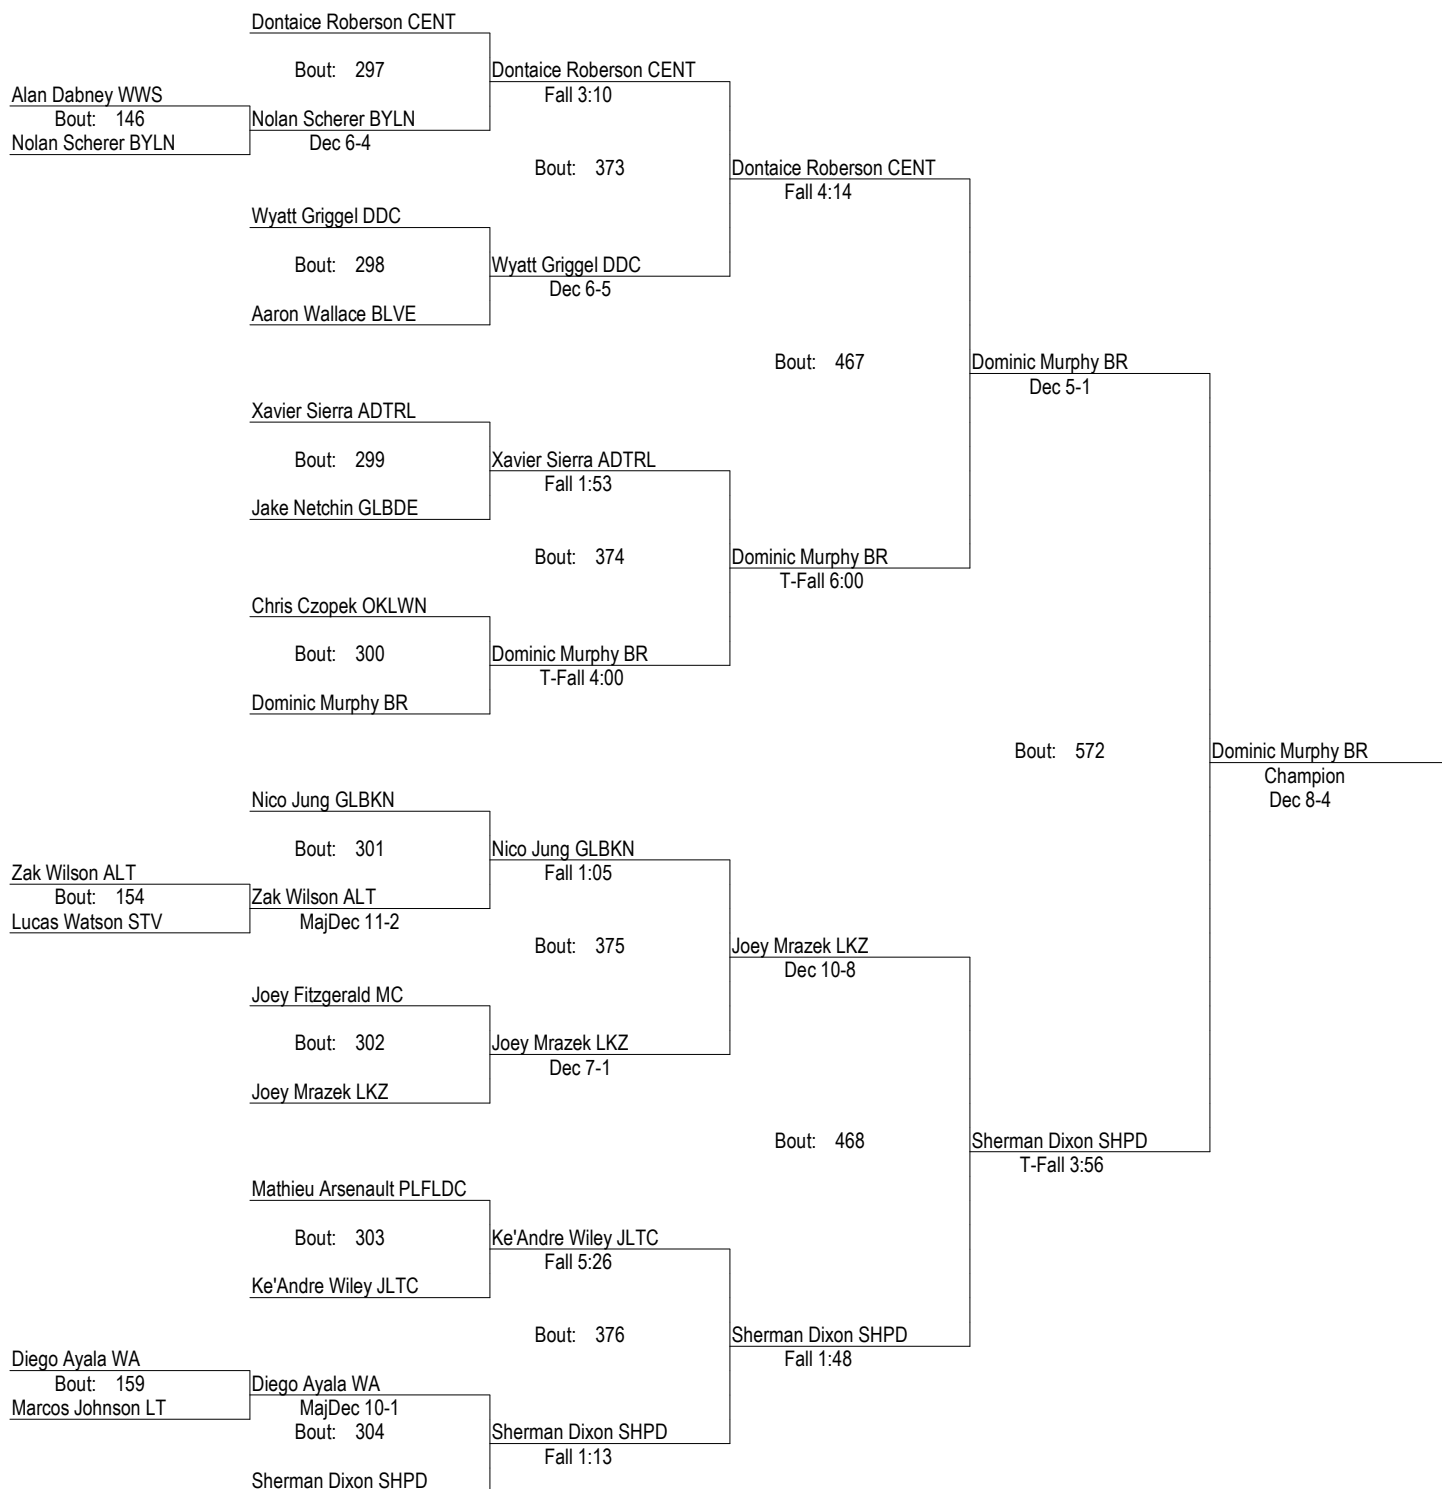 Dontaice Roberson CENT
Bout: 297
Dontaice Roberson CENT
Fall 3:10
Alan Dabney WWS
Bout: 146
Nolan Scherer BYLN
Nolan Scherer BYLN
Dec 6-4
Bout: 373
Dontaice Roberson CENT
Fall 4:14
Wyatt Griggel DDC
Bout: 298
Wyatt Griggel DDC
Dec 6-5
Aaron Wallace BLVE
Bout: 467
Dominic Murphy BR
Dec 5-1
Xavier Sierra ADTRL
Bout: 299
Xavier Sierra ADTRL
Fall 1:53
Jake Netchin GLBDE
Bout: 374
Dominic Murphy BR
T-Fall 6:00
Chris Czopek OKLWN
Bout: 300
Dominic Murphy BR
T-Fall 4:00
Dominic Murphy BR
Bout: 572
Dominic Murphy BR
Champion
Dec 8-4
Nico Jung GLBKN
Bout: 301
Nico Jung GLBKN
Fall 1:05
Zak Wilson ALT
Bout: 154
Lucas Watson STV
Zak Wilson ALT
MajDec 11-2
Bout: 375
Joey Mrazek LKZ
Dec 10-8
Joey Fitzgerald MC
Bout: 302
Joey Mrazek LKZ
Dec 7-1
Joey Mrazek LKZ
Bout: 468
Sherman Dixon SHPD
T-Fall 3:56
Mathieu Arsenault PLFLDC
Bout: 303
Ke'Andre Wiley JLTC
Fall 5:26
Ke'Andre Wiley JLTC
Bout: 376
Sherman Dixon SHPD
Fall 1:48
Diego Ayala WA
Bout: 159
Marcos Johnson LT
Diego Ayala WA
MajDec 10-1
Bout: 304
Sherman Dixon SHPD
Fall 1:13
Sherman Dixon SHPD